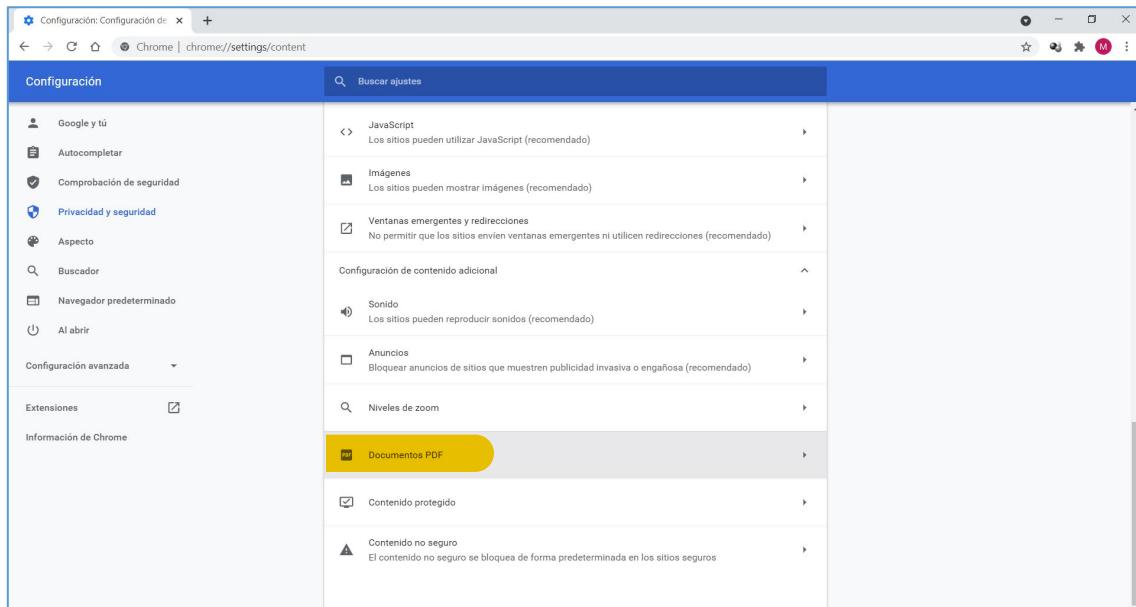 Configuración: Configuración de
Chrome | chrome://settings/content
M
Configuración
Buscar ajustes
Google y tú
Autocompletar
Comprobación de seguridad
Privacidad y seguridad
Aspecto
Buscador
Navegador predeterminado
Al abrir
Configuración avanzada
Extensiones
Información de Chrome
JavaScript
Los sitios pueden utilizar JavaScript (recomendado)
Imágenes
Los sitios pueden mostrar imágenes (recomendado)
Ventanas emergentes y redirecciones
No permitir que los sitios envíen ventanas emergentes ni utilicen redirecciones (recomendado)
Configuración de contenido adicional
Sonido
Los sitios pueden reproducir sonidos (recomendado)
Anuncios
Bloquear anuncios de sitios que muestren publicidad invasiva o engañosa (recomendado)
Niveles de zoom
PDF Documentos PDF
Contenido protegido
Contenido no seguro
El contenido no seguro se bloquea de forma predeterminada en los sitios seguros